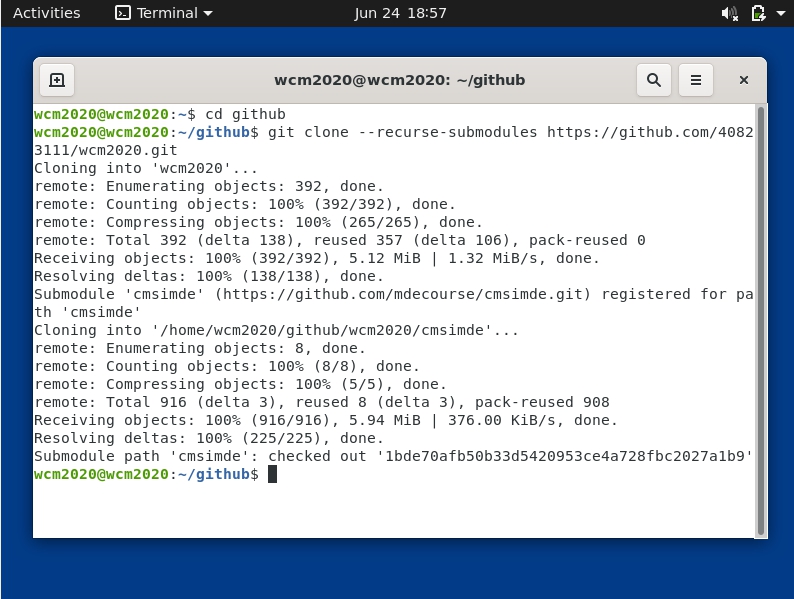 Activities Terminal Jun 24 18:57
wcm2020@wcm2020: ~/github
wcm2020@wcm2020:~$ cd github
wcm2020@wcm2020:~/github$ git clone --recurse-submodules https://github.com/4082
3111/wcm2020.git
Cloning into 'wcm2020'...
remote: Enumerating objects: 392, done.
remote: Counting objects: 100% (392/392), done.
remote: Compressing objects: 100% (265/265), done.
remote: Total 392 (delta 138), reused 357 (delta 106), pack-reused 0
Receiving objects: 100% (392/392), 5.12 MiB | 1.32 MiB/s, done.
Resolving deltas: 100% (138/138), done.
Submodule 'cmsimde' (https://github.com/mdecourse/cmsimde.git) registered for pa
th 'cmsimde'
Cloning into '/home/wcm2020/github/wcm2020/cmsimde'...
remote: Enumerating objects: 8, done.
remote: Counting objects: 100% (8/8), done.
remote: Compressing objects: 100% (5/5), done.
remote: Total 916 (delta 3), reused 8 (delta 3), pack-reused 908
Receiving objects: 100% (916/916), 5.94 MiB | 376.00 KiB/s, done.
Resolving deltas: 100% (225/225), done.
Submodule path 'cmsimde': checked out '1bde70afb50b33d5420953ce4a728fbc2027a1b9'
wcm2020@wcm2020:~/github$